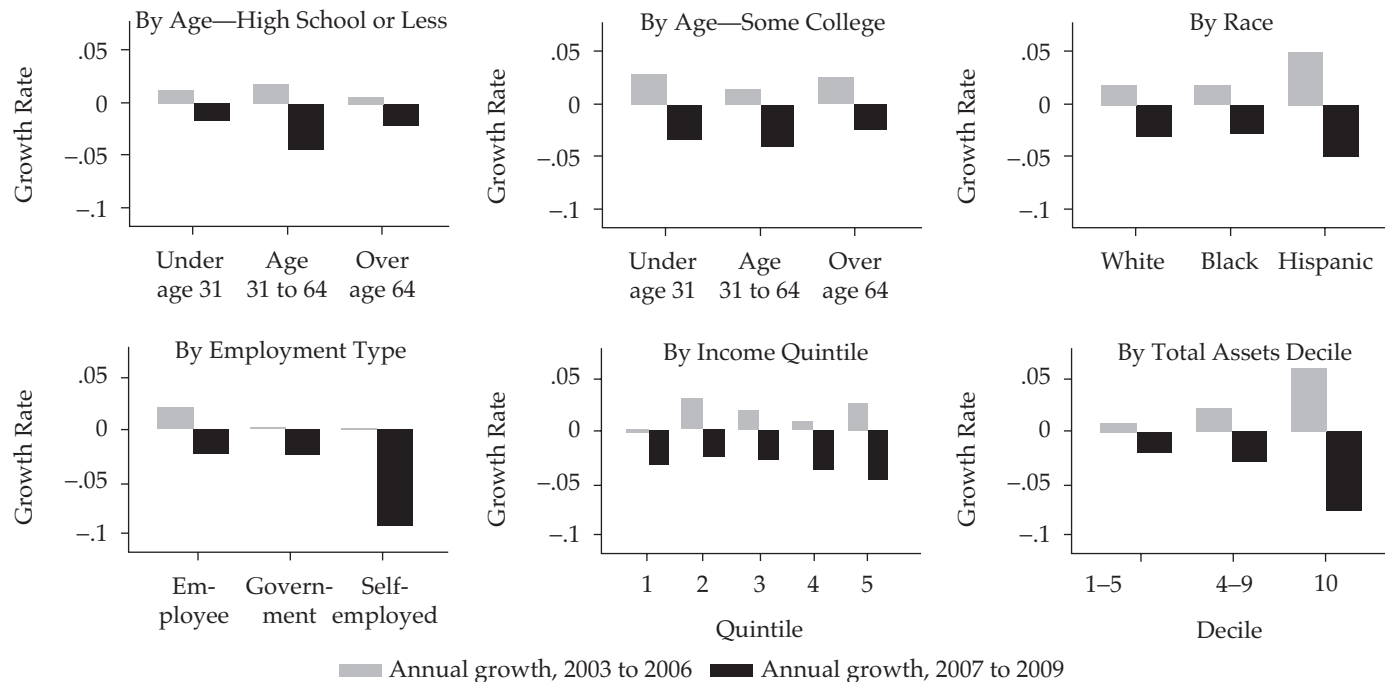 By Age—High School or Less
Growth Rate
.05
0
–.05
–.1
Under age 31
Age 31 to 64
Over age 64
By Age—Some College
Growth Rate
.05
0
–.05
–.1
Under age 31
Age 31 to 64
Over age 64
By Race
Growth Rate
.05
0
–.05
–.1
White Black Hispanic
By Employment Type
Growth Rate
.05
0
–.05
–.1
Em-
ployee
Govern-
ment
Self-
employed
By Income Quintile
Growth Rate
.05
0
–.05
–.1
1 2 3 4 5
Quintile
By Total Assets Decile
Growth Rate
.05
0
–.05
–.1
1–5 4–9 10
Decile
Annual growth, 2003 to 2006 Annual growth, 2007 to 2009